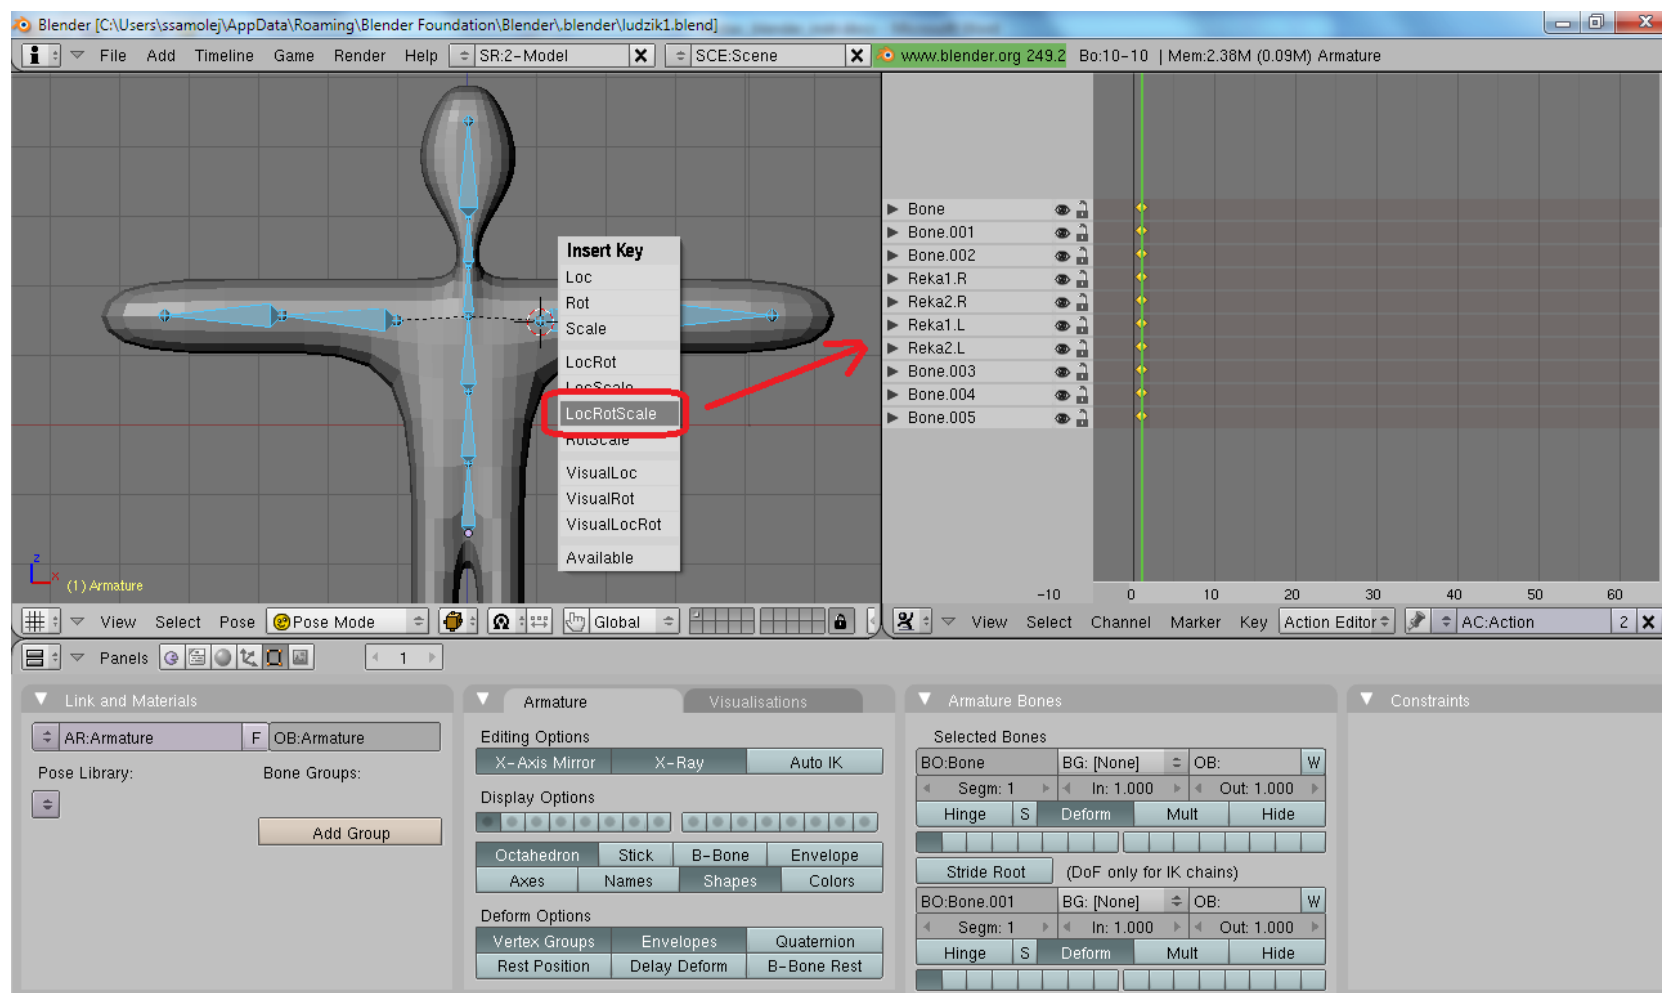 Blender [C:\Users\ssamolej\AppData\Roaming\Blender Foundation\Blender\.blender\ludzik1.blend]
File Add Timeline Game Render Help SR:2-Model SCE:Scene www.blender.org 249.2 Bo:10-10 | Mem:2.38M (0.09M) Armature
Insert Key
Loc
Rot
Scale
LocRot
LocScale
LocRotScale
RotScale
VisualLoc
VisualRot
VisualLocRot
Available
z
x
(1) Armature
Bone
Bone.001
Bone.002
Reka1.R
Reka2.R
Reka1.L
Reka2.L
Bone.003
Bone.004
Bone.005
-10 0 10 20 30 40 50 60
View Select Pose Pose Mode Global
View Select Channel Marker Key Action Editor AC:Action 2
Panels 1
Link and Materials
AR:Armature F OB:Armature
Pose Library: Bone Groups:
Add Group
Armature Visualisations
Editing Options
X-Axis Mirror X-Ray Auto IK
Display Options
Octahedron Stick B-Bone Envelope
Axes Names Shapes Colors
Deform Options
Vertex Groups Envelopes Quaternion
Rest Position Delay Deform B-Bone Rest
Armature Bones
Selected Bones
BO:Bone BG: [None] OB: W
Segm: 1 In: 1.000 Out: 1.000
Hinge S Deform Mult Hide
Stride Root (DoF only for IK chains)
BO:Bone.001 BG: [None] OB: W
Segm: 1 In: 1.000 Out: 1.000
Hinge S Deform Mult Hide
Constraints